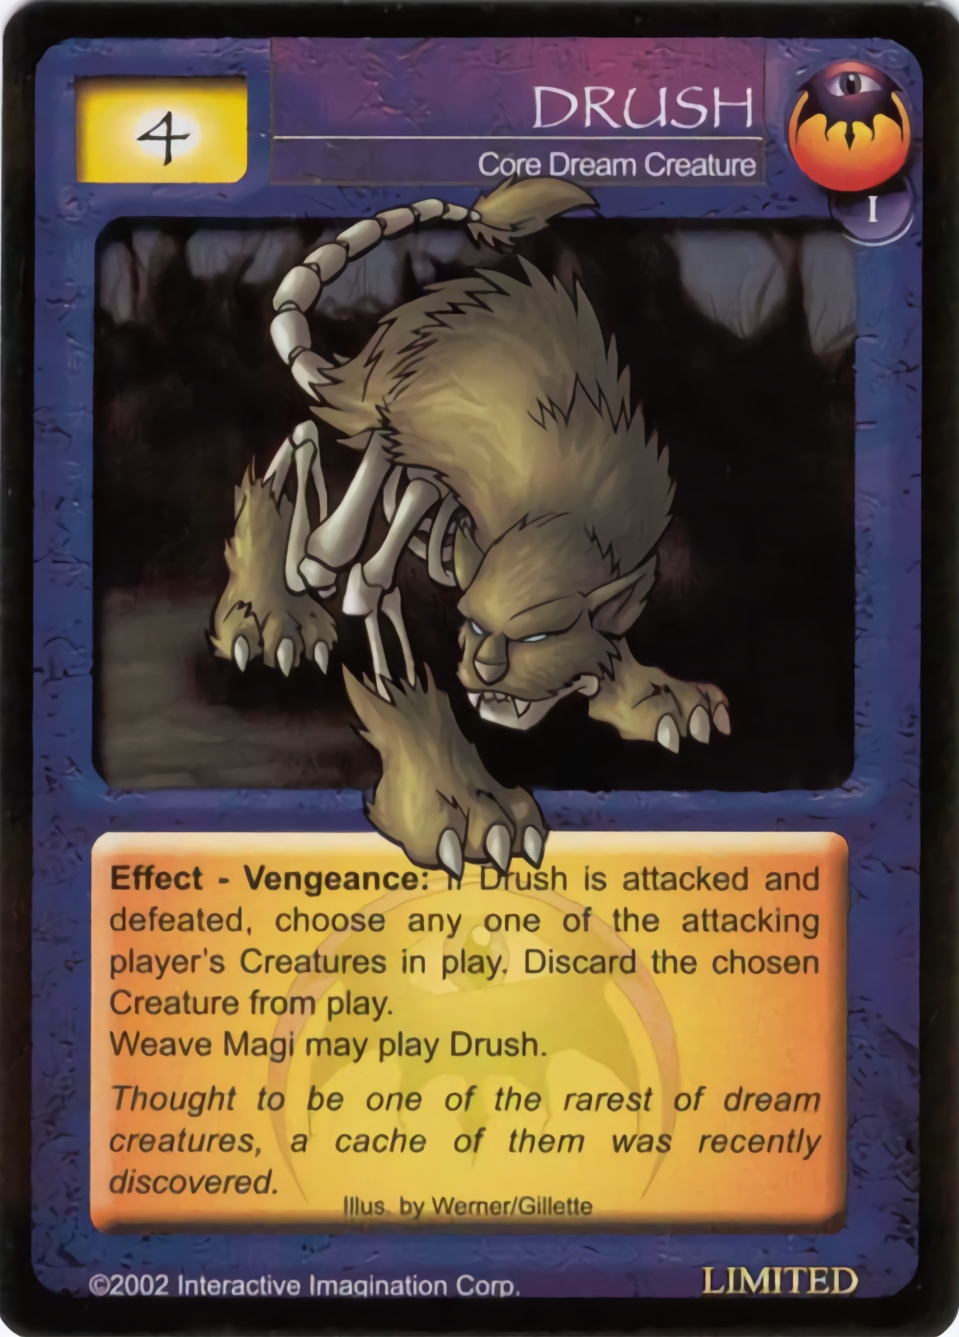 4
DRUSH
Core Dream Creature
I
Effect - Vengeance: If Drush is attacked and
defeated, choose any one of the attacking
player's Creatures in play. Discard the chosen
Creature from play.
Weave Magi may play Drush.
Thought to be one of the rarest of dream
creatures, a cache of them was recently
discovered.
Illus. by Werner/Gillette
©2002 Interactive Imagination Corp.
LIMITED